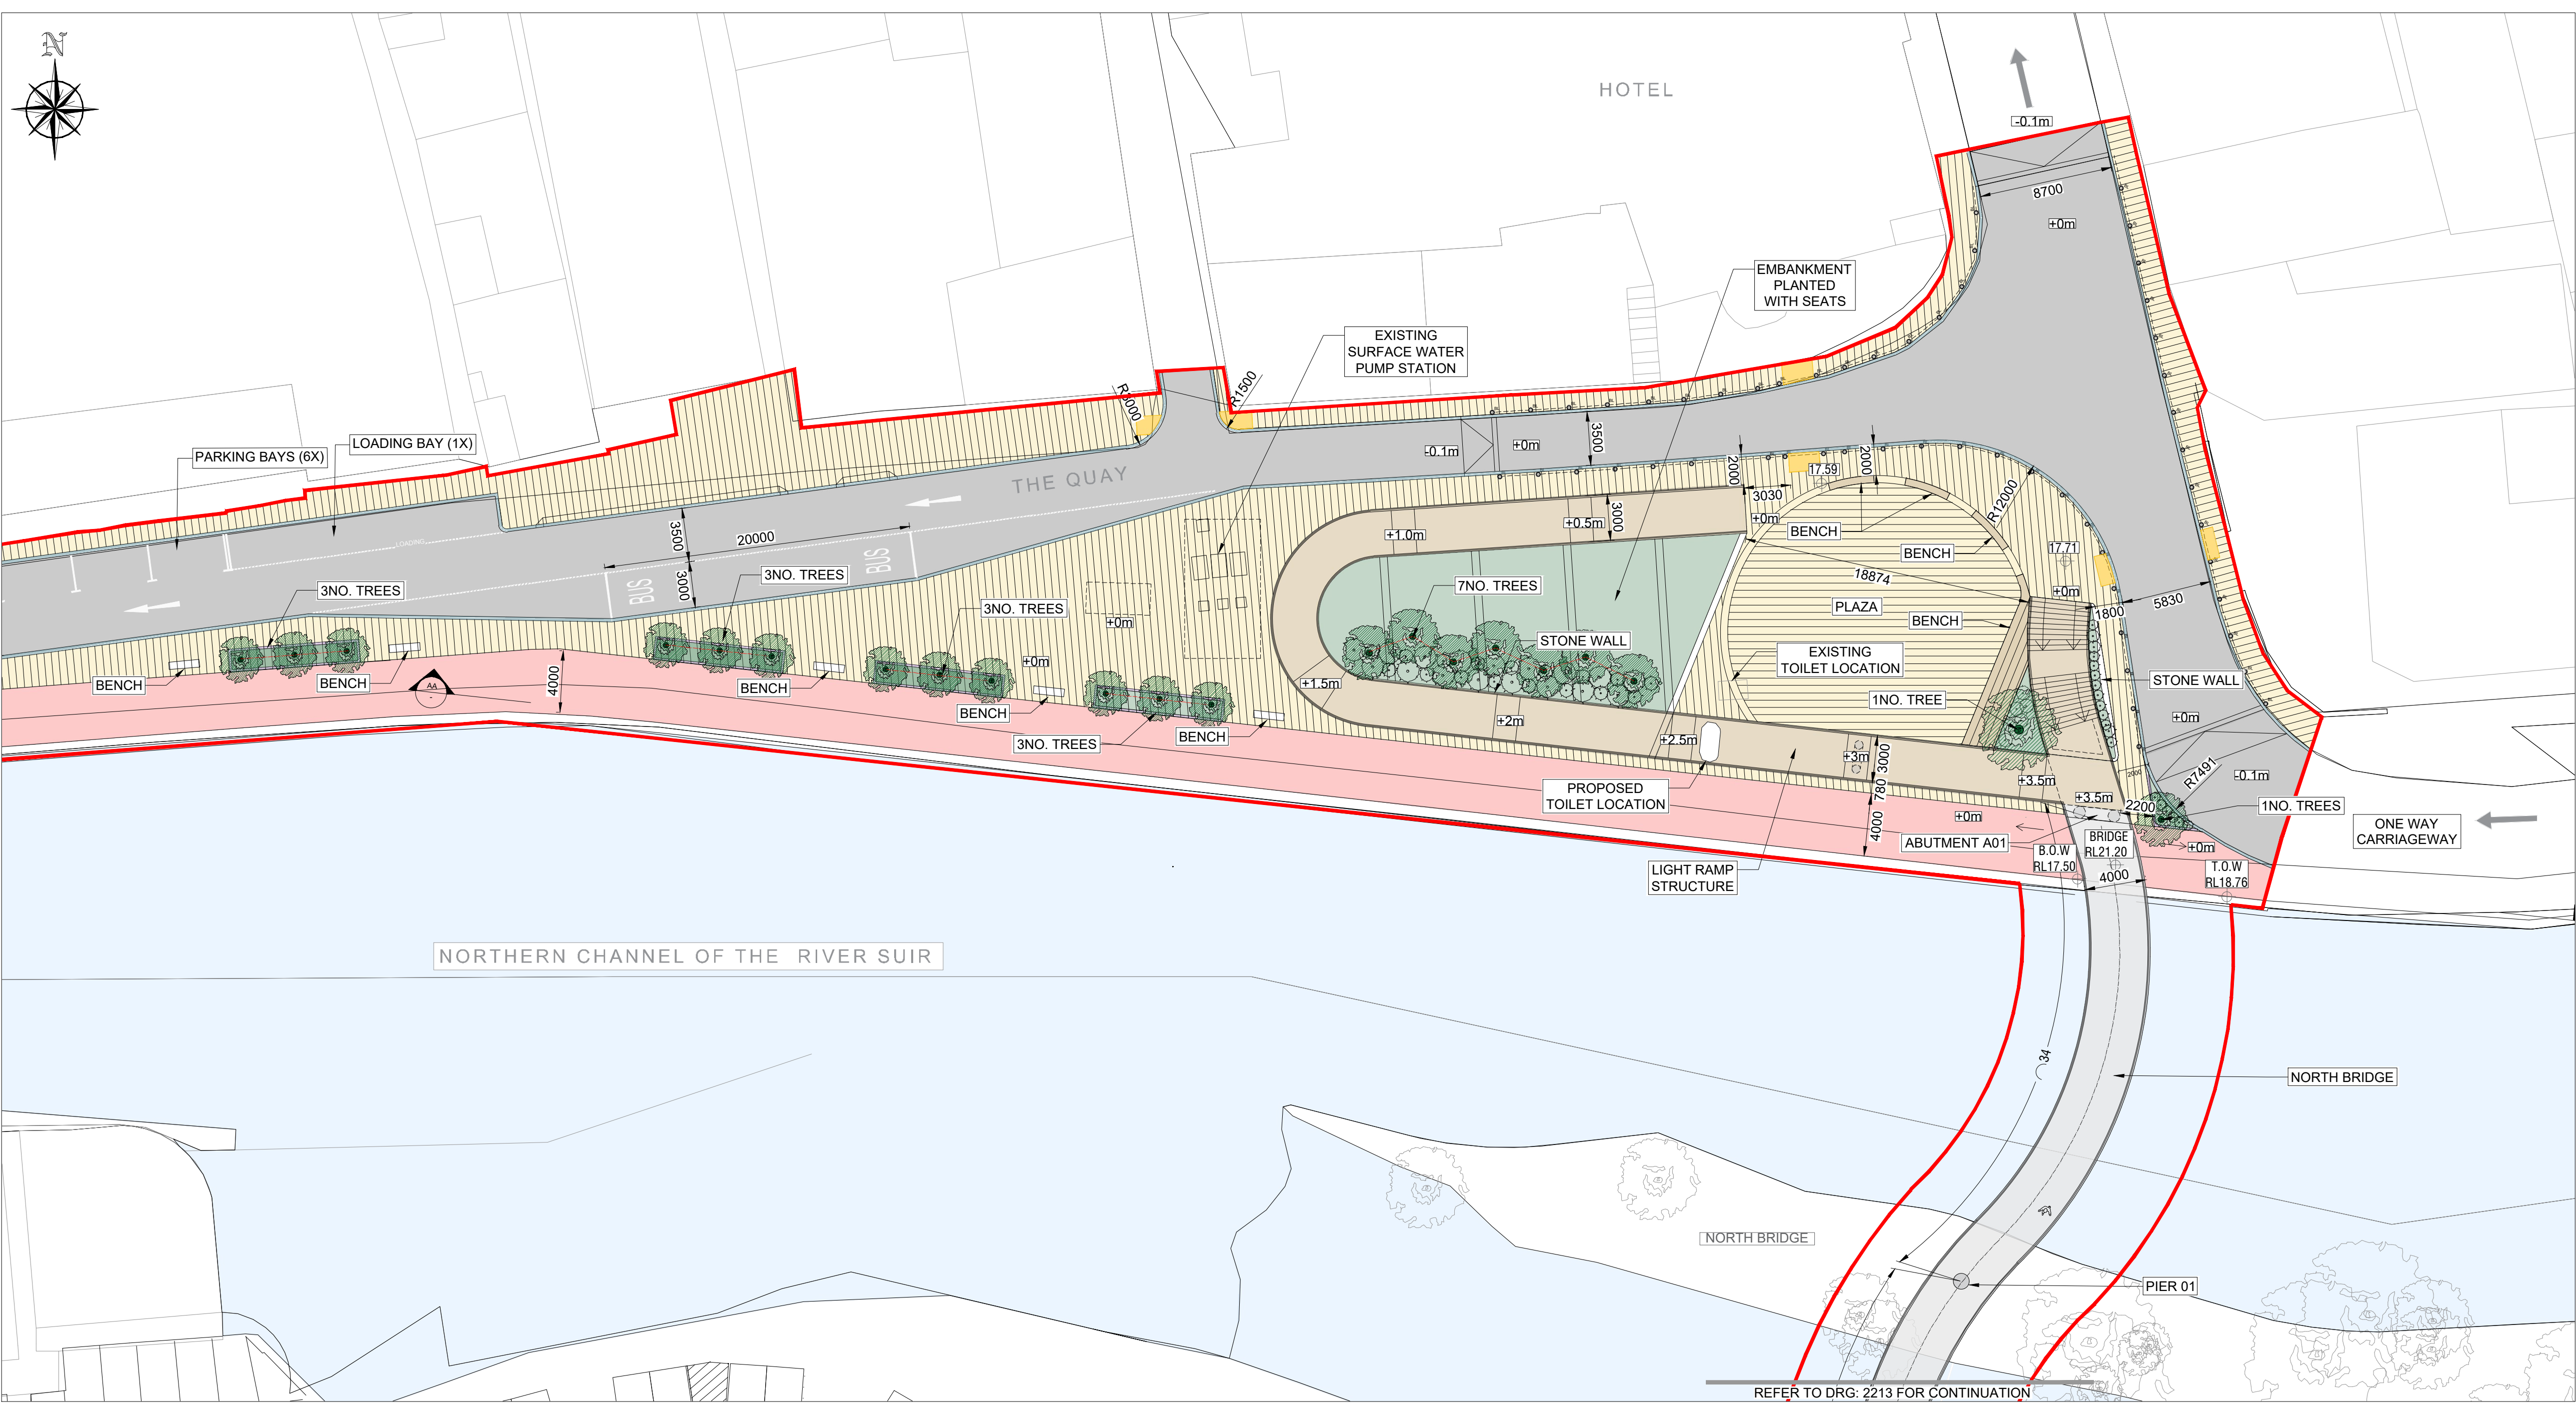 N
HOTEL
-0.1m
8700
+0m
EMBANKMENT
PLANTED
WITH SEATS
EXISTING
SURFACE WATER
PUMP STATION
R3000
R1500
PARKING BAYS (6X)
LOADING BAY (1X)
THE QUAY
LOADING
-0.1m
+0m
3500
2000
3030
+0m
17.59
2000
R12000
BENCH
BENCH
17.71
+0m
3500
20000
3000
BUS
BUS
+1.0m
+0.5m
3000
18874
PLAZA
BENCH
1800
5830
3NO. TREES
3NO. TREES
3NO. TREES
+0m
+0m
7NO. TREES
STONE WALL
EXISTING
TOILET LOCATION
1NO. TREE
STONE WALL
BENCH
BENCH
AA
-
4000
BENCH
BENCH
3NO. TREES
BENCH
+1.5m
+2m
+2.5m
+3m
3000
780
4000
+3.5m
+3.5m
2000
+0m
-0.1m
R7491
2200
1NO. TREES
PROPOSED
TOILET LOCATION
+0m
ABUTMENT A01
+0m
ONE WAY
CARRIAGEWAY
LIGHT RAMP
STRUCTURE
B.O.W
RL17.50
BRIDGE
RL21.20
4000
T.O.W
RL18.76
NORTHERN CHANNEL OF THE RIVER SUIR
34
NORTH BRIDGE
NORTH BRIDGE
PIER 01
REFER TO DRG: 2213 FOR CONTINUATION